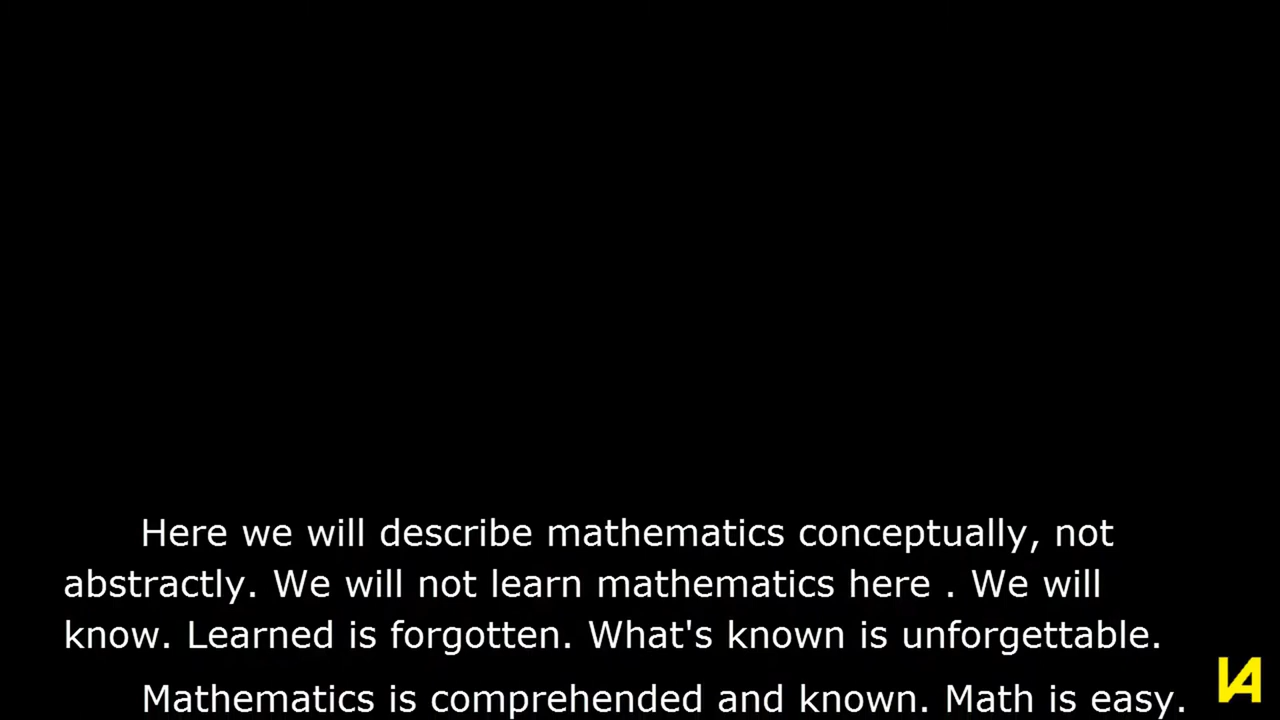 Here we will describe mathematics conceptually, not
abstractly. We will not learn mathematics here . We will
know. Learned is forgotten. What's known is unforgettable.
Mathematics is comprehended and known. Math is easy.